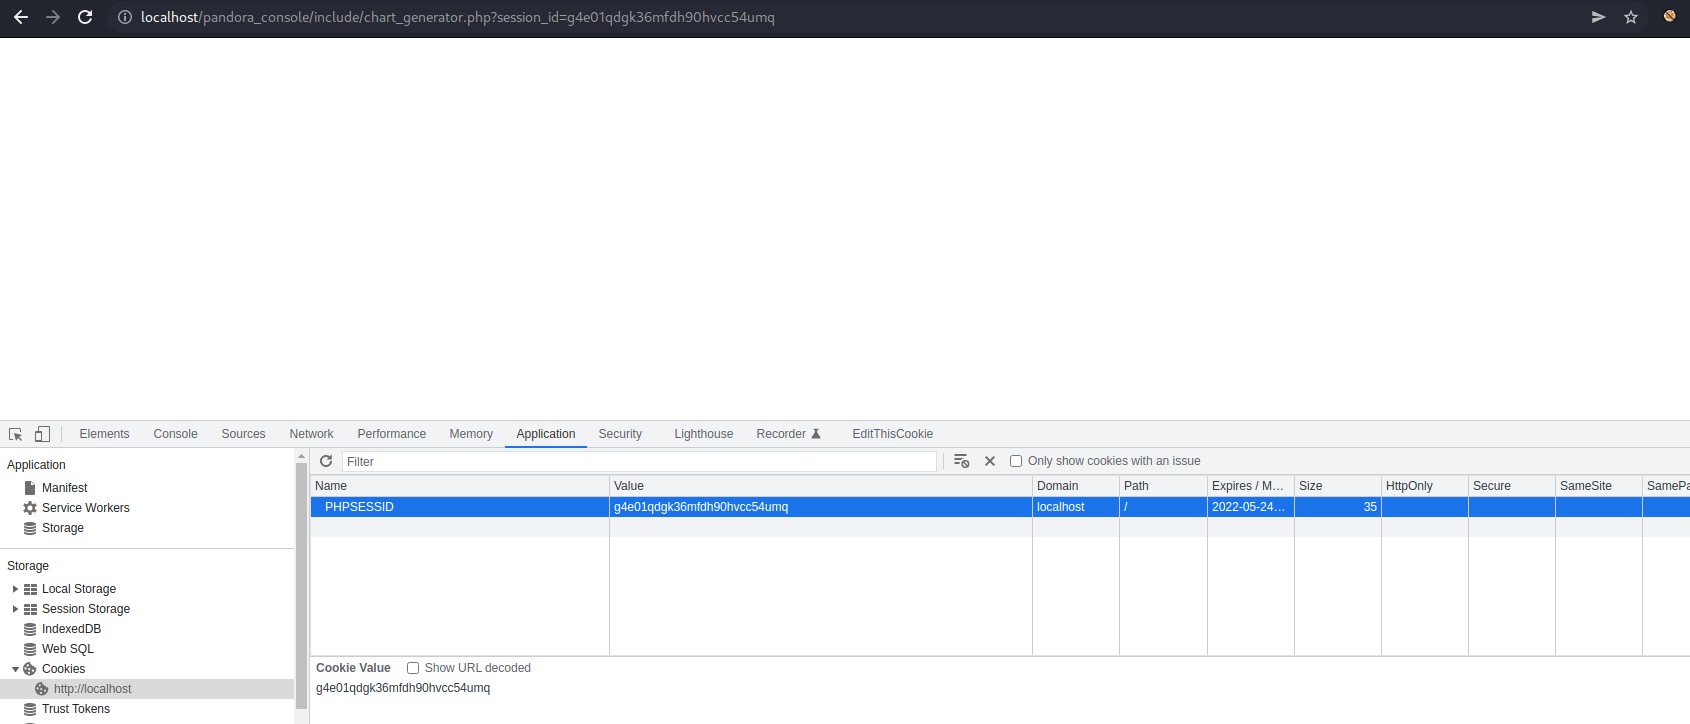 localhost/pandora_console/include/chart_generator.php?session_id=g4e01qdgk36mfdh90hvcc54umq
Elements Console Sources Network Performance Memory Application Security Lighthouse Recorder EditThisCookie
Application
Manifest
Service Workers
Storage
Storage
Local Storage
Session Storage
IndexedDB
Web SQL
Cookies
http://localhost
Trust Tokens
Filter Only show cookies with an issue
Name Value Domain Path Expires / M... Size HttpOnly Secure SameSite SamePa
PHPSESSID g4e01qdgk36mfdh90hvcc54umq localhost / 2022-05-24... 35
Cookie Value Show URL decoded
g4e01qdgk36mfdh90hvcc54umq